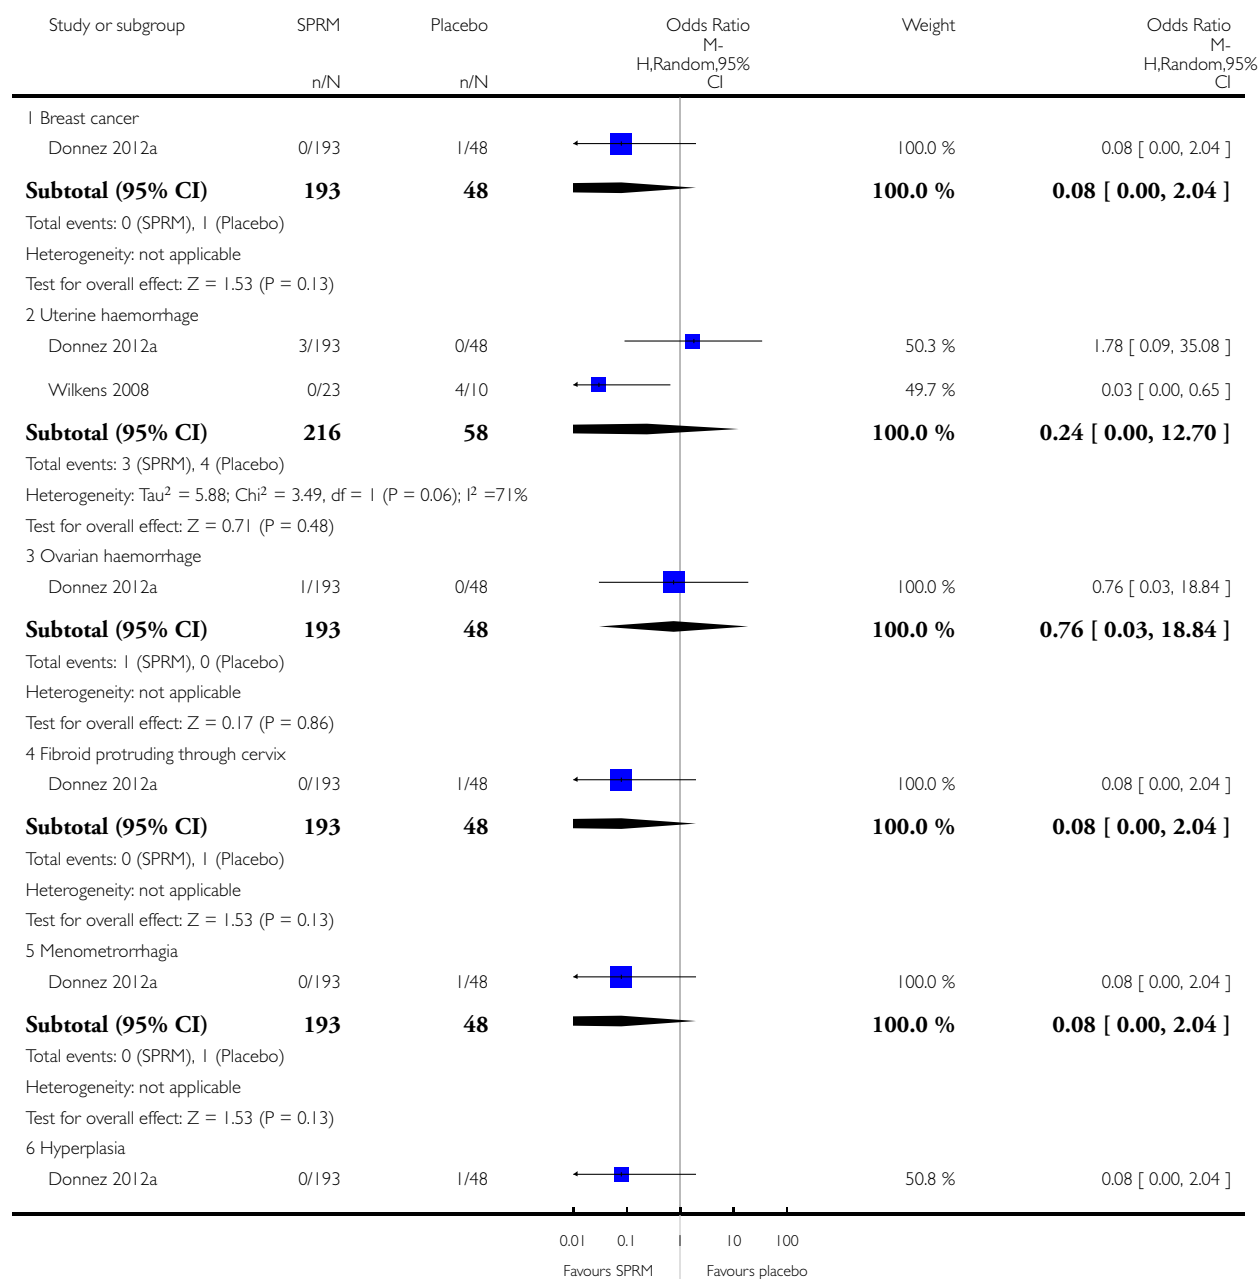 Study or subgroup SPRM Placebo Odds Ratio Weight Odds Ratio
M- M-
H,Random,95% H,Random,95%
n/N n/N CI CI
1 Breast cancer
Donnez 2012a 0/193 1/48 100.0 % 0.08 [ 0.00, 2.04 ]
Subtotal (95% CI) 193 48 100.0 % 0.08 [ 0.00, 2.04 ]
Total events: 0 (SPRM), 1 (Placebo)
Heterogeneity: not applicable
Test for overall effect: Z = 1.53 (P = 0.13)
2 Uterine haemorrhage
Donnez 2012a 3/193 0/48 50.3 % 1.78 [ 0.09, 35.08 ]
Wilkens 2008 0/23 4/10 49.7 % 0.03 [ 0.00, 0.65 ]
Subtotal (95% CI) 216 58 100.0 % 0.24 [ 0.00, 12.70 ]
Total events: 3 (SPRM), 4 (Placebo)
Heterogeneity: Tau² = 5.88; Chi² = 3.49, df = 1 (P = 0.06); I² =71%
Test for overall effect: Z = 0.71 (P = 0.48)
3 Ovarian haemorrhage
Donnez 2012a 1/193 0/48 100.0 % 0.76 [ 0.03, 18.84 ]
Subtotal (95% CI) 193 48 100.0 % 0.76 [ 0.03, 18.84 ]
Total events: 1 (SPRM), 0 (Placebo)
Heterogeneity: not applicable
Test for overall effect: Z = 0.17 (P = 0.86)
4 Fibroid protruding through cervix
Donnez 2012a 0/193 1/48 100.0 % 0.08 [ 0.00, 2.04 ]
Subtotal (95% CI) 193 48 100.0 % 0.08 [ 0.00, 2.04 ]
Total events: 0 (SPRM), 1 (Placebo)
Heterogeneity: not applicable
Test for overall effect: Z = 1.53 (P = 0.13)
5 Menometrorrhagia
Donnez 2012a 0/193 1/48 100.0 % 0.08 [ 0.00, 2.04 ]
Subtotal (95% CI) 193 48 100.0 % 0.08 [ 0.00, 2.04 ]
Total events: 0 (SPRM), 1 (Placebo)
Heterogeneity: not applicable
Test for overall effect: Z = 1.53 (P = 0.13)
6 Hyperplasia
Donnez 2012a 0/193 1/48 50.8 % 0.08 [ 0.00, 2.04 ]
0.01 0.1 1 10 100
Favours SPRM Favours placebo